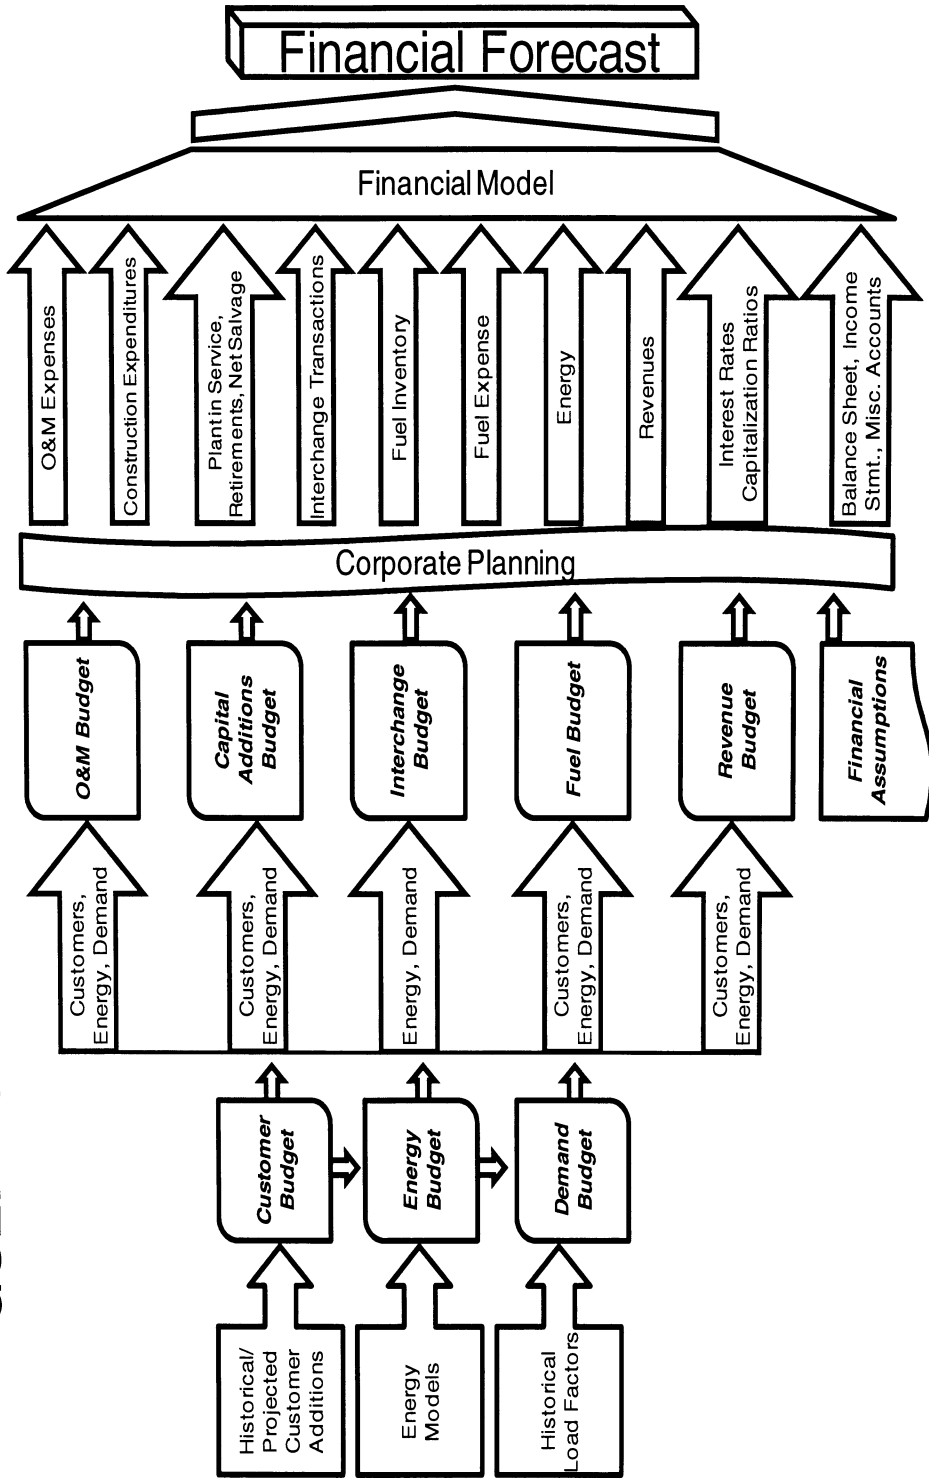 Financial Forecast
Financial Model
O&M Expenses
Construction Expenditures
Plant in Service,
Retirements, Net Salvage
Interchange Transactions
Fuel Inventory
Fuel Expense
Energy
Revenues
Interest Rates
Capitalization Ratios
Balance Sheet, Income
Stmt., Misc. Accounts
Corporate Planning
O&M Budget
Capital
Additions
Budget
Interchange
Budget
Fuel Budget
Revenue
Budget
Financial
Assumptions
Customers,
Energy, Demand
Customers,
Energy, Demand
Energy, Demand
Customers,
Energy, Demand
Customers,
Energy, Demand
Customer
Budget
Energy
Budget
Demand
Budget
Historical/
Projected
Customer
Additions
Energy
Models
Historical
Load Factors